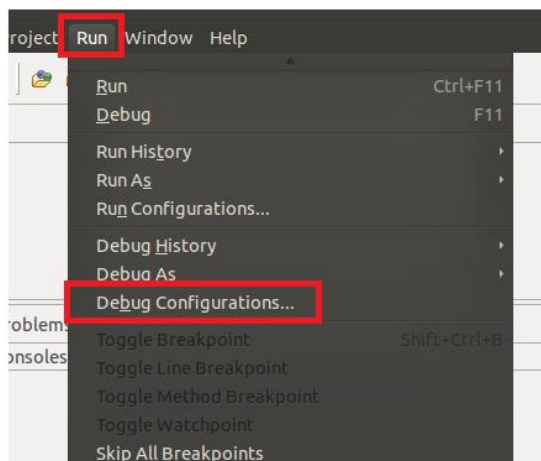 roject Run Window Help
Run Ctrl+F11
Debug F11
Run History
Run As
Run Configurations...
Debug History
Debug As
Debug Configurations...
roblems
Toggle Breakpoint Shift+Ctrl+B
onsoles
Toggle Line Breakpoint
Toggle Method Breakpoint
Toggle Watchpoint
Skip All Breakpoints